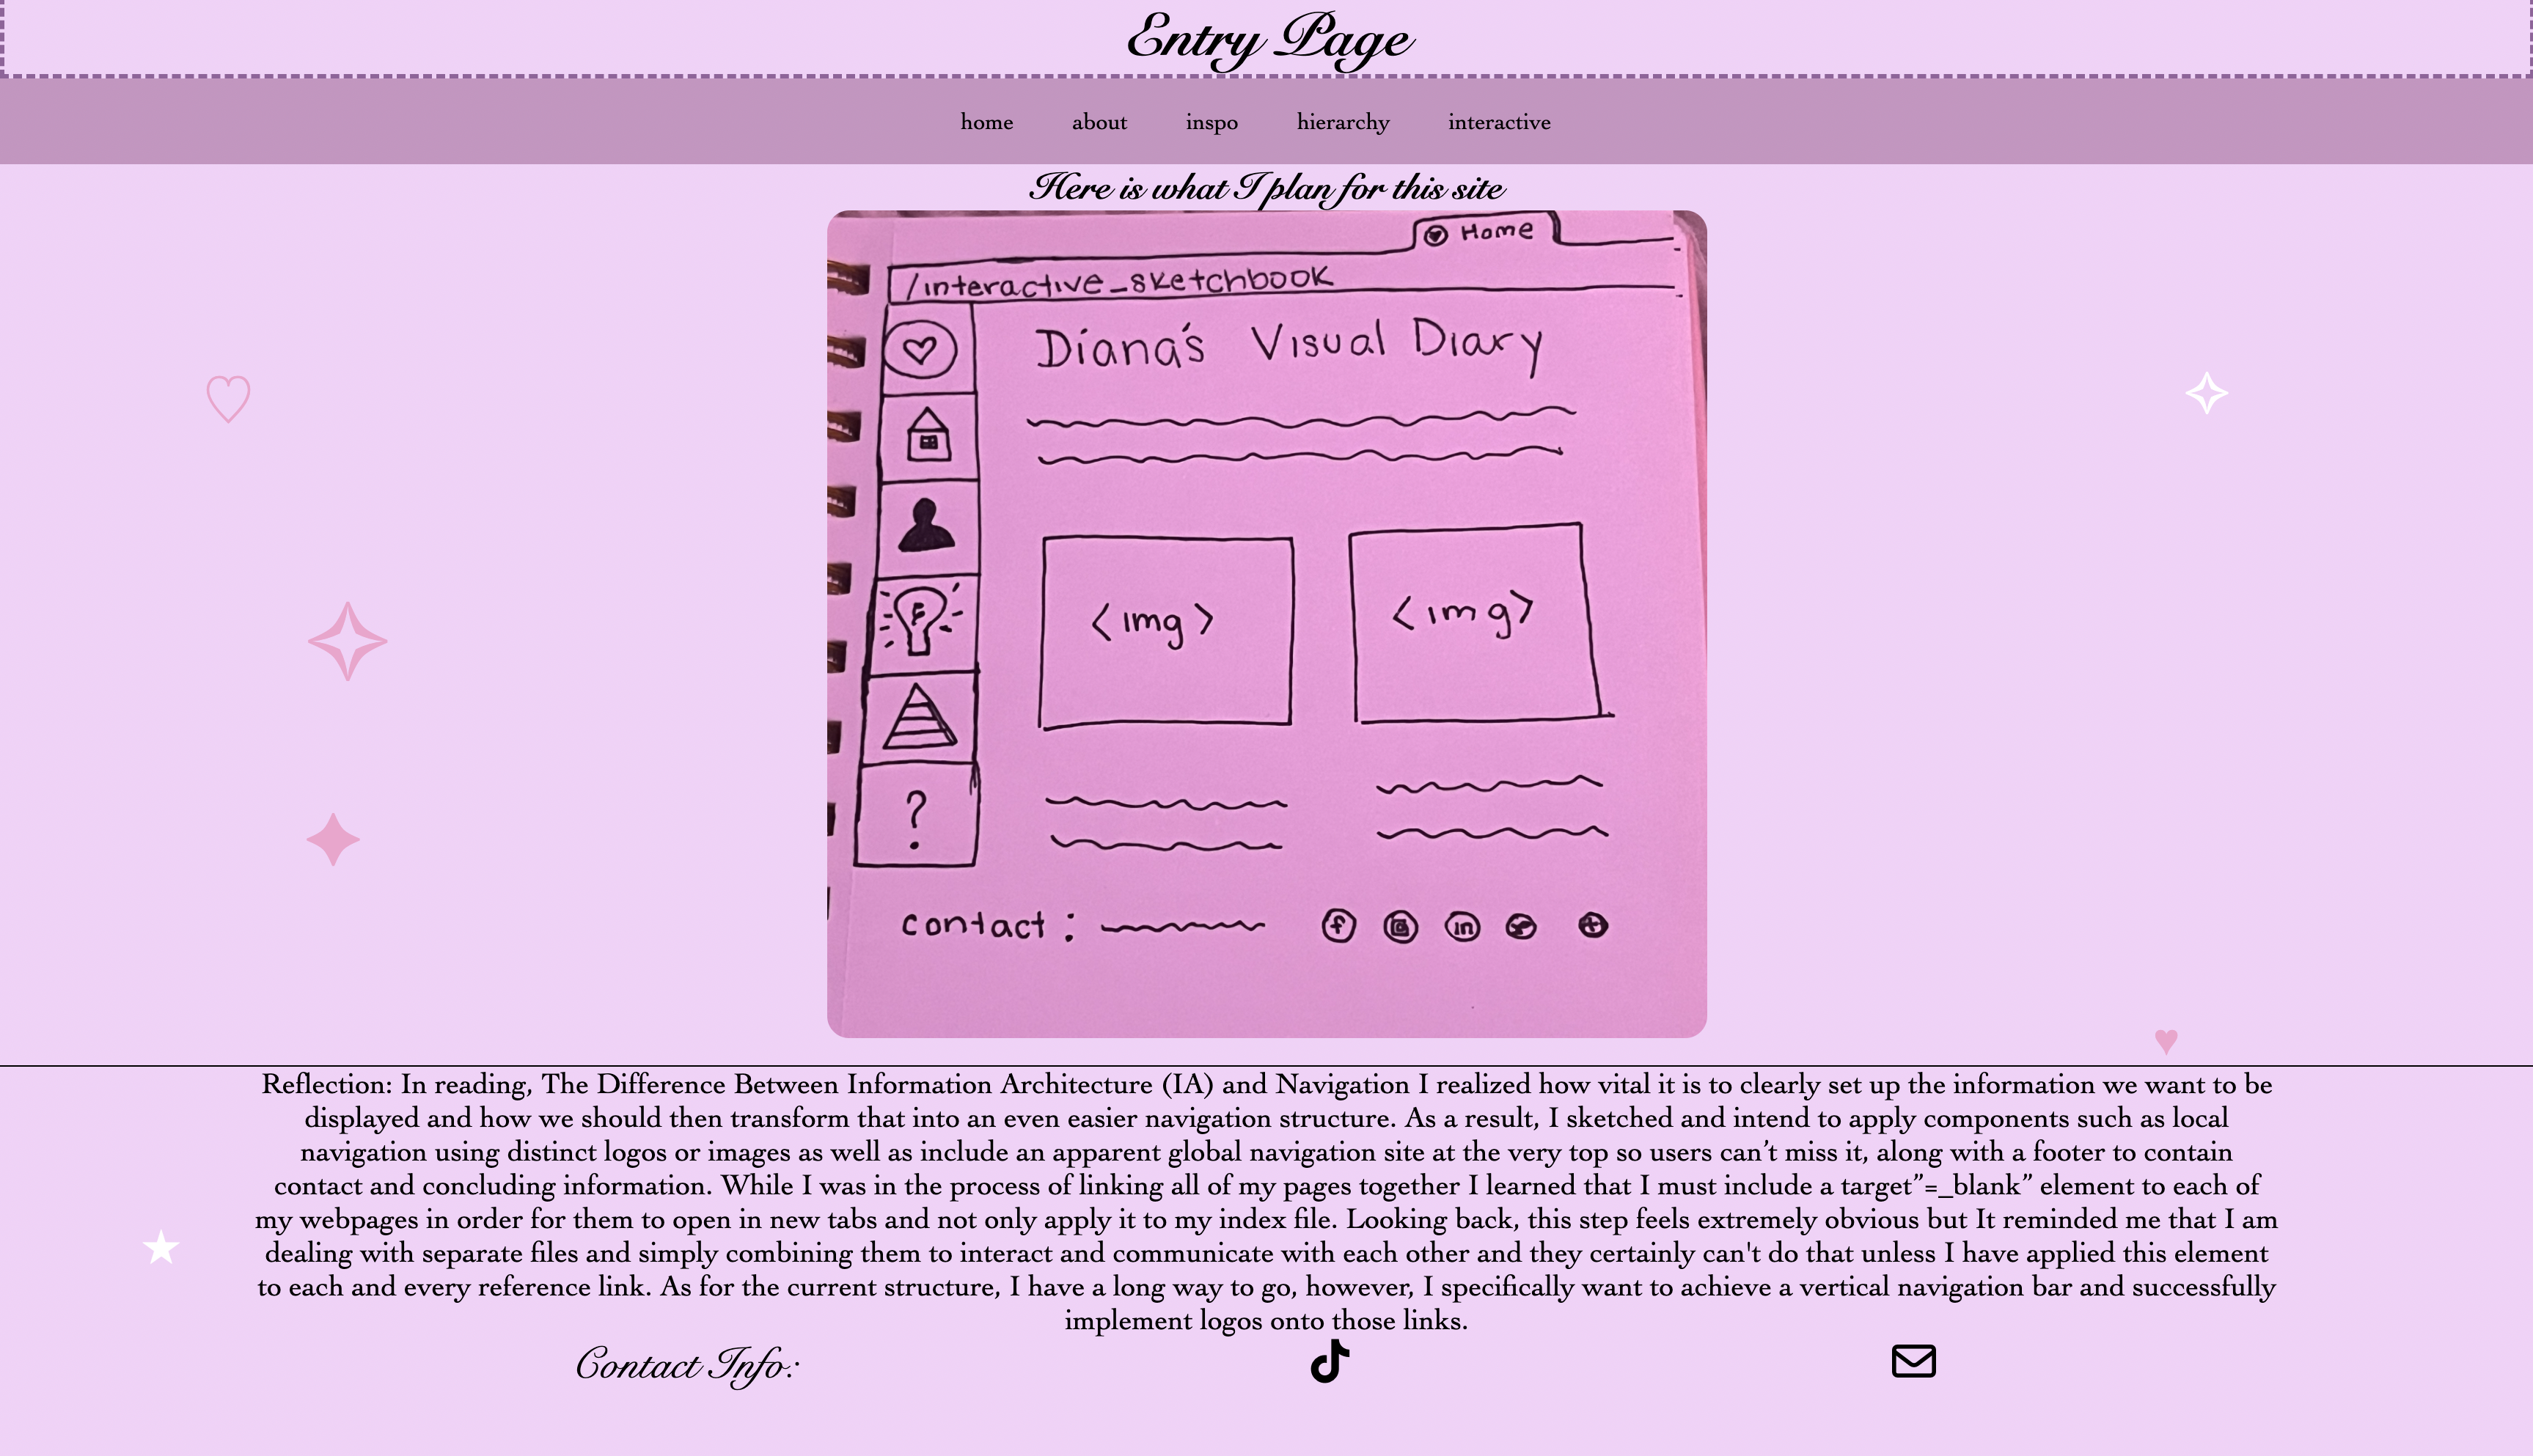 Entry Page
home about inspo hierarchy interactive
Here is what I plan for this site
Home
/interactive_sketchbook
Diana's Visual Diary
<img> <img>
?
contact :
f in
Reflection: In reading, The Difference Between Information Architecture (IA) and Navigation I realized how vital it is to clearly set up the information we want to be
displayed and how we should then transform that into an even easier navigation structure. As a result, I sketched and intend to apply components such as local
navigation using distinct logos or images as well as include an apparent global navigation site at the very top so users can’t miss it, along with a footer to contain
contact and concluding information. While I was in the process of linking all of my pages together I learned that I must include a target”=_blank” element to each of
my webpages in order for them to open in new tabs and not only apply it to my index file. Looking back, this step feels extremely obvious but It reminded me that I am
dealing with separate files and simply combining them to interact and communicate with each other and they certainly can't do that unless I have applied this element
to each and every reference link. As for the current structure, I have a long way to go, however, I specifically want to achieve a vertical navigation bar and successfully
implement logos onto those links.
Contact Info: